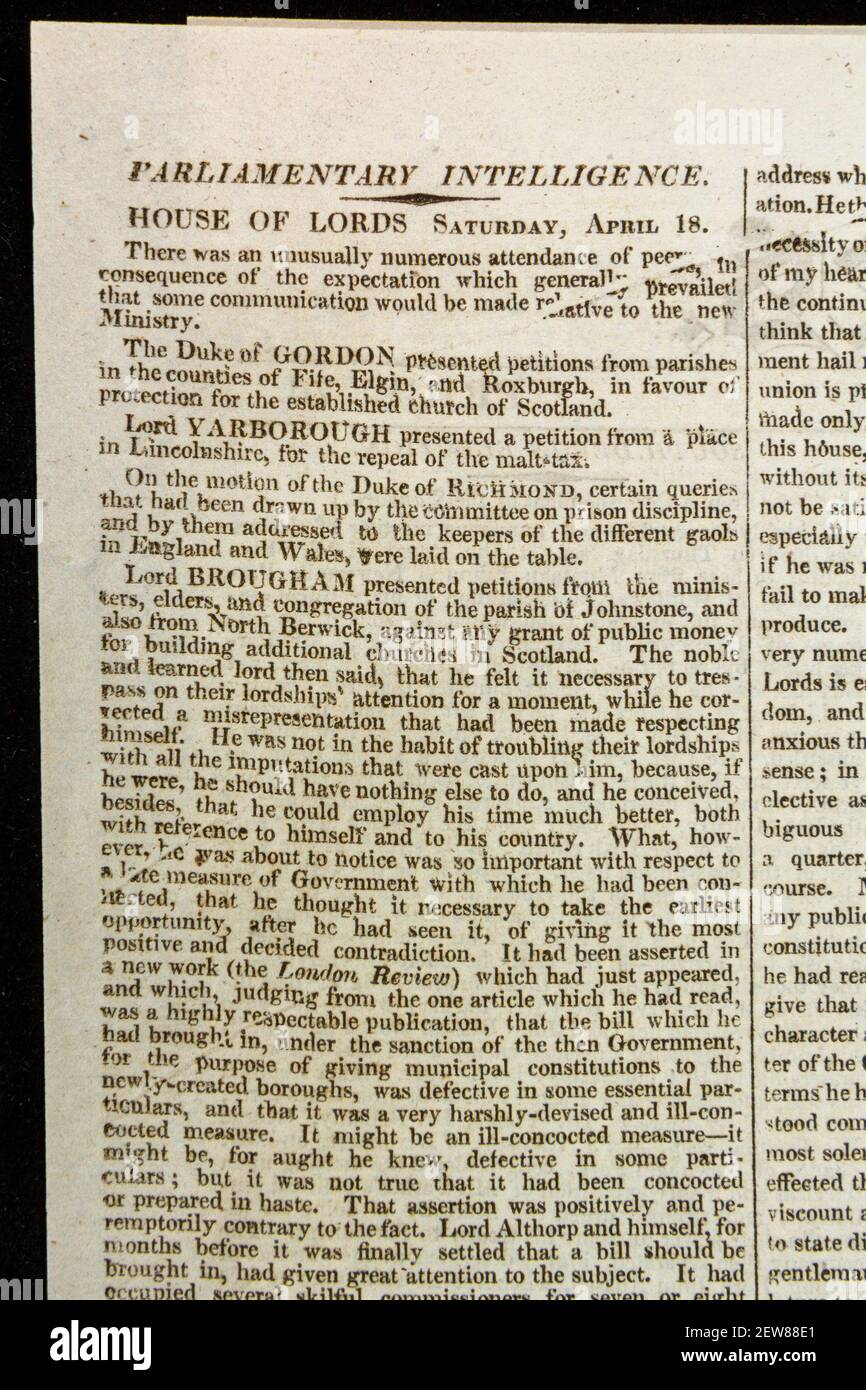 PARLIAMENTARY INTELLIGENCE.
HOUSE OF LORDS SATURDAY, APRIL 18.
There was an unusually numerous attendance of peers, in
consequence of the expectation which generally prevailed
that some communication would be made relative to the new
Ministry.
The Duke of GORDON presented petitions from parishes
in the counties of Fife, Elgin, and Roxburgh, in favour of
protection for the established church of Scotland.
Lord YARBOROUGH presented a petition from a place
in Lincolnshire, for the repeal of the malt-tax.
On the motion of the Duke of RICHMOND, certain queries
that had been drawn up by the committee on prison discipline,
and by them addressed to the keepers of the different gaols
in England and Wales, were laid on the table.
Lord BROUGHAM presented petitions from the minis-
ters, elders, and congregation of the parish of Johnstone, and
also from North Berwick, against any grant of public money
for building additional churches in Scotland. The noble
and learned lord then said, that he felt it necessary to tres-
pass on their lordships' attention for a moment, while he cor-
rected a misrepresentation that had been made respecting
himself. He was not in the habit of troubling their lordships
with all the imputations that were cast upon him, because, if
he were, he should have nothing else to do, and he conceived,
besides, that he could employ his time much better, both
with reference to himself and to his country. What, how-
ever, he was about to notice was so important with respect to
a late measure of Government with which he had been con-
nected, that he thought it necessary to take the earliest
opportunity, after he had seen it, of giving it the most
positive and decided contradiction. It had been asserted in
a new work (the London Review) which had just appeared,
and which, judging from the one article which he had read,
was a highly respectable publication, that the bill which he
had brought in, under the sanction of the then Government,
for the purpose of giving municipal constitutions to the
newly-created boroughs, was defective in some essential par-
ticulars, and that it was a very harshly-devised and ill-con-
cocted measure. It might be an ill-concocted measure—it
might be, for aught he knew, defective in some parti-
culars; but it was not true that it had been concocted
or prepared in haste. That assertion was positively and pe-
remptorily contrary to the fact. Lord Althorp and himself, for
months before it was finally settled that a bill should be
brought in, had given great attention to the subject. It had
occupied several skilful commissioners for seven or eight
address wh
ation. He th
necessity o
of my hear
the continu
think that
ment hail
union is p
made only
this house,
without its
not be sati
especially
if he was
fail to mak
produce.
very nume
Lords is e
dom, and
anxious th
sense; in
elective as
biguous
a quarter,
course.
any public
constitutio
he had rea
give that
character
ter of the
terms he h
stood com
most sole
effected th
viscount a
to state di
gentleman
alamy
Image ID: 2EW88E1
www.alamy.com